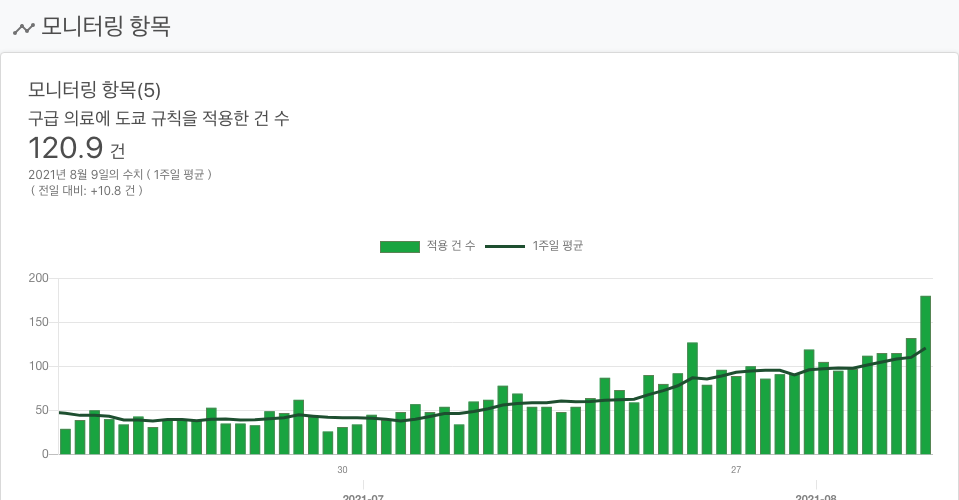 모니터링 항목
모니터링 항목(5)
구급 의료에 도쿄 규칙을 적용한 건 수
120.9 건
2021년 8월 9일의 수치 ( 1주일 평균 )
( 전일 대비: +10.8 건 )
적용 건 수 1주일 평균
200
150
100
50
0
30 27
2021-07 2021-08